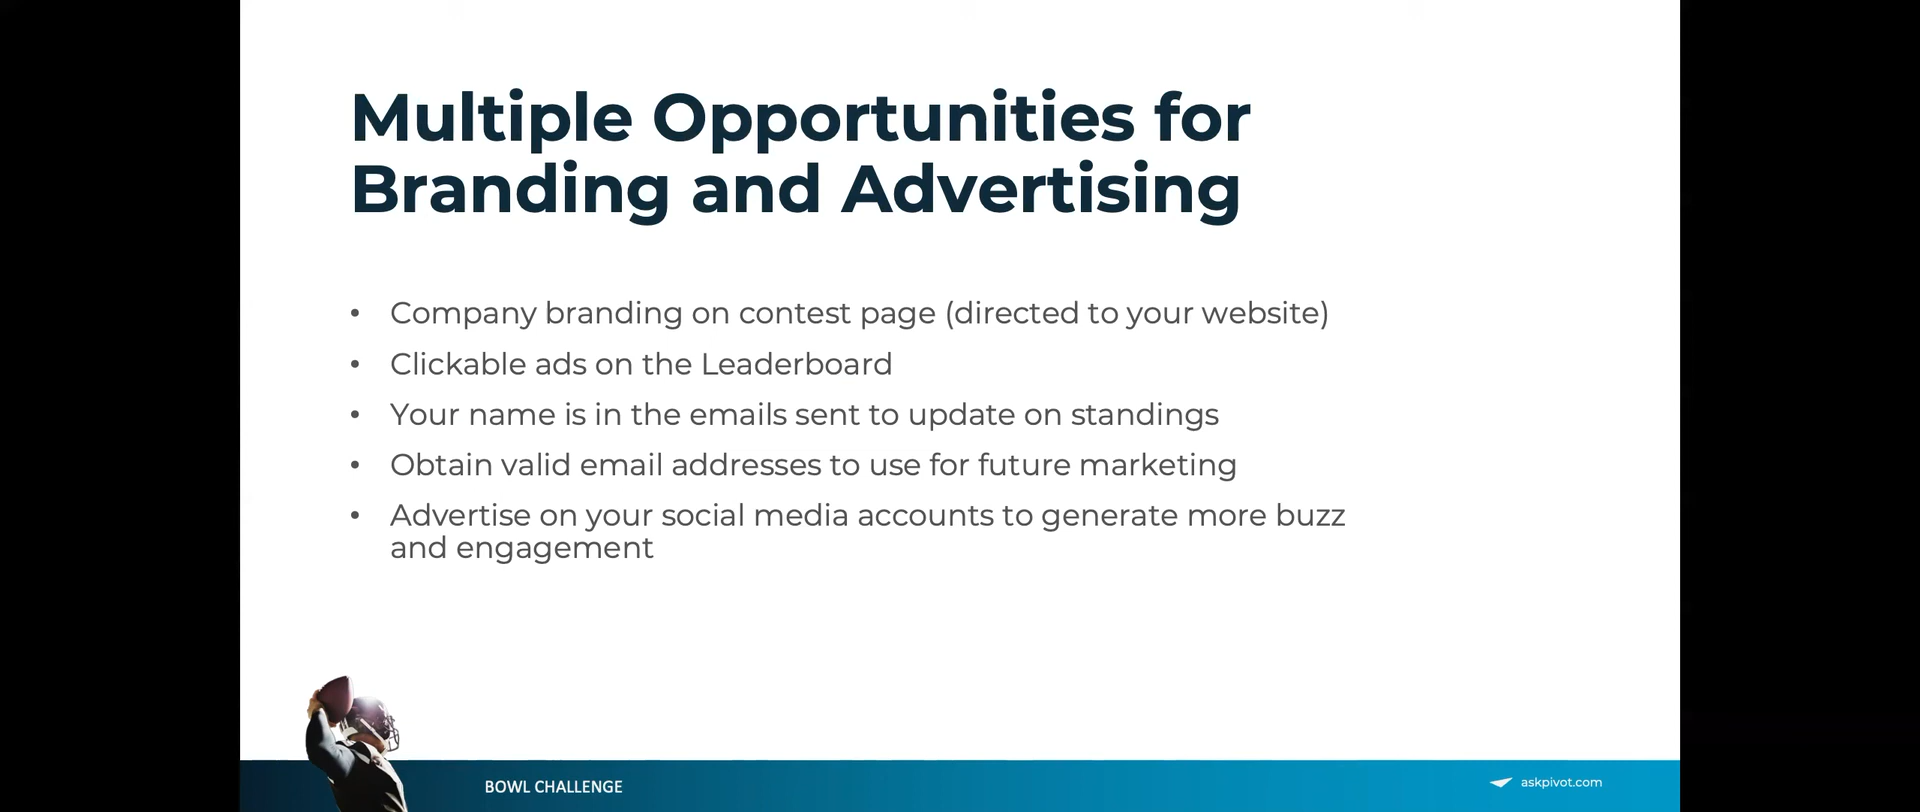 Multiple Opportunities for
Branding and Advertising
• Company branding on contest page (directed to your website)
• Clickable ads on the Leaderboard
• Your name is in the emails sent to update on standings
• Obtain valid email addresses to use for future marketing
• Advertise on your social media accounts to generate more buzz
and engagement
BOWL CHALLENGE
askpivot.com